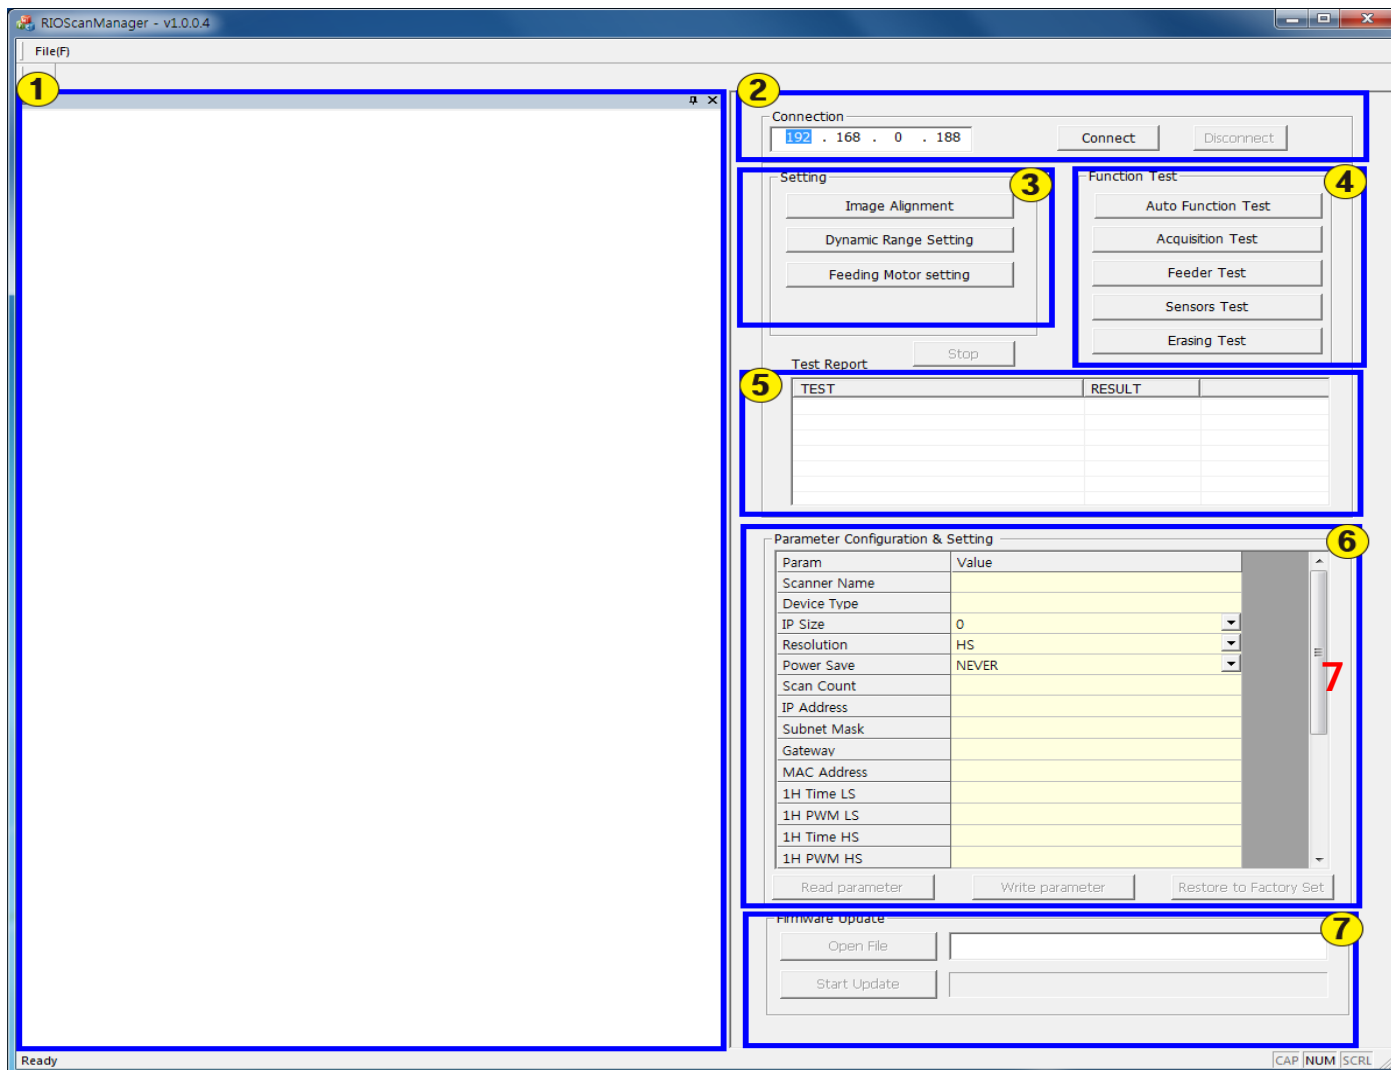 RIOScanManager - v1.0.0.4
File(F)
1
2
Connection
192 . 168 . 0 . 188
Connect
Disconnect
Setting
3
Image Alignment
Dynamic Range Setting
Feeding Motor setting
Function Test
4
Auto Function Test
Acquisition Test
Feeder Test
Sensors Test
Erasing Test
Stop
Test Report
5
TEST RESULT
Parameter Configuration & Setting
6
Param Value
Scanner Name
Device Type
IP Size 0
Resolution HS
Power Save NEVER
7
Scan Count
IP Address
Subnet Mask
Gateway
MAC Address
1H Time LS
1H PWM LS
1H Time HS
1H PWM HS
Read parameter Write parameter Restore to Factory Set
Firmware Update
7
Open File
Start Update
Ready CAP NUM SCRL